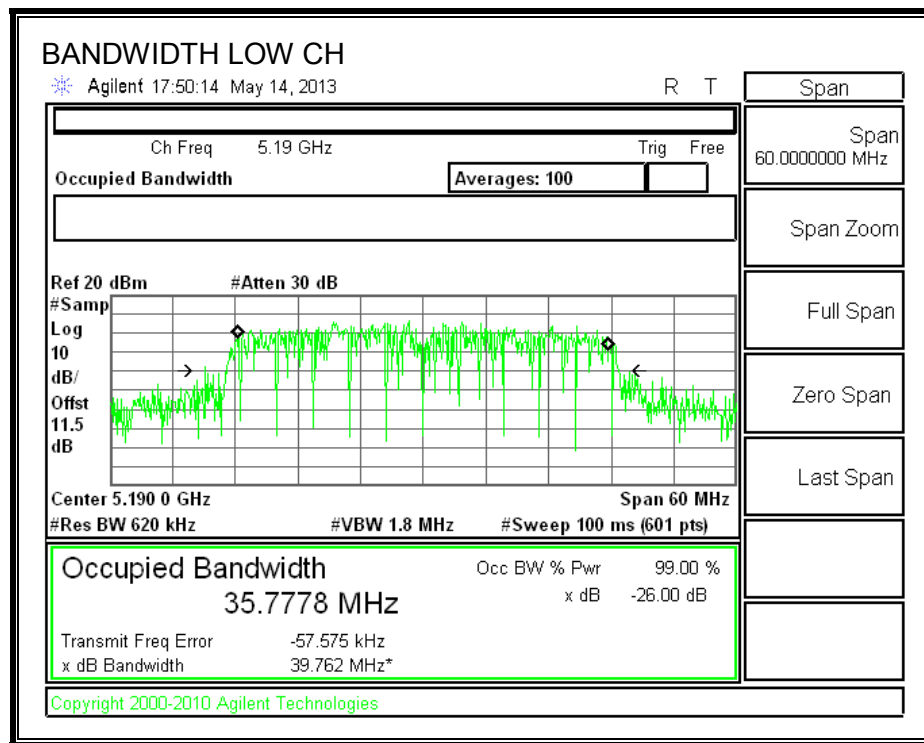 BANDWIDTH LOW CH
Agilent 17:50:14 May 14, 2013
R T
Span
Ch Freq 5.19 GHz
Trig Free
Occupied Bandwidth
Averages: 100
Span
60.0000000 MHz
Span Zoom
Full Span
Zero Span
Last Span
Ref 20 dBm
#Atten 30 dB
#Samp
Log
10
dB/
Offst
11.5
dB
Center 5.190 0 GHz
Span 60 MHz
#Res BW 620 kHz
#VBW 1.8 MHz
#Sweep 100 ms (601 pts)
Occupied Bandwidth
35.7778 MHz
Occ BW % Pwr 99.00 %
x dB -26.00 dB
Transmit Freq Error -57.575 kHz
x dB Bandwidth 39.762 MHz*
Copyright 2000-2010 Agilent Technologies